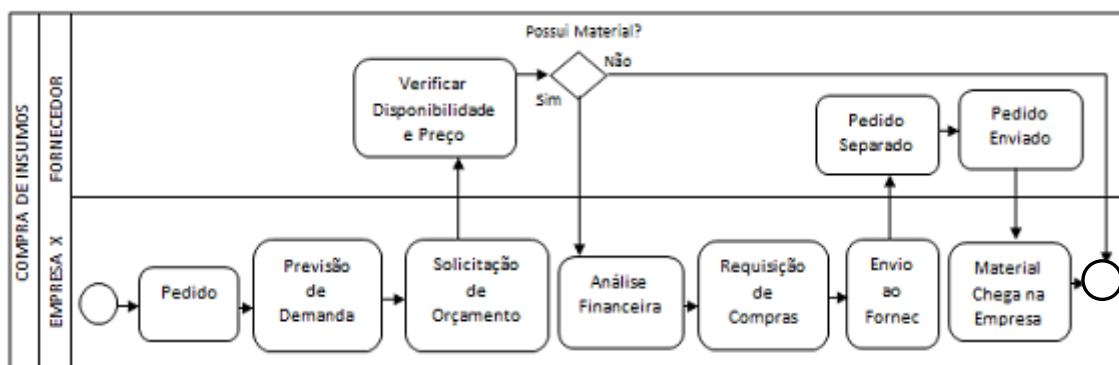 COMPRA DE INSUMOS
FORNECEDOR
Possui Material?
Não
Sim
Verificar
Disponibilidade
e Preço
Pedido
Separado
Pedido
Enviado
EMPRESA X
Pedido
Previsão
de
Demanda
Solicitação
de
Orçamento
Análise
Financeira
Requisição
de
Compras
Envio
ao
Fornec
Material
Chega na
Empresa